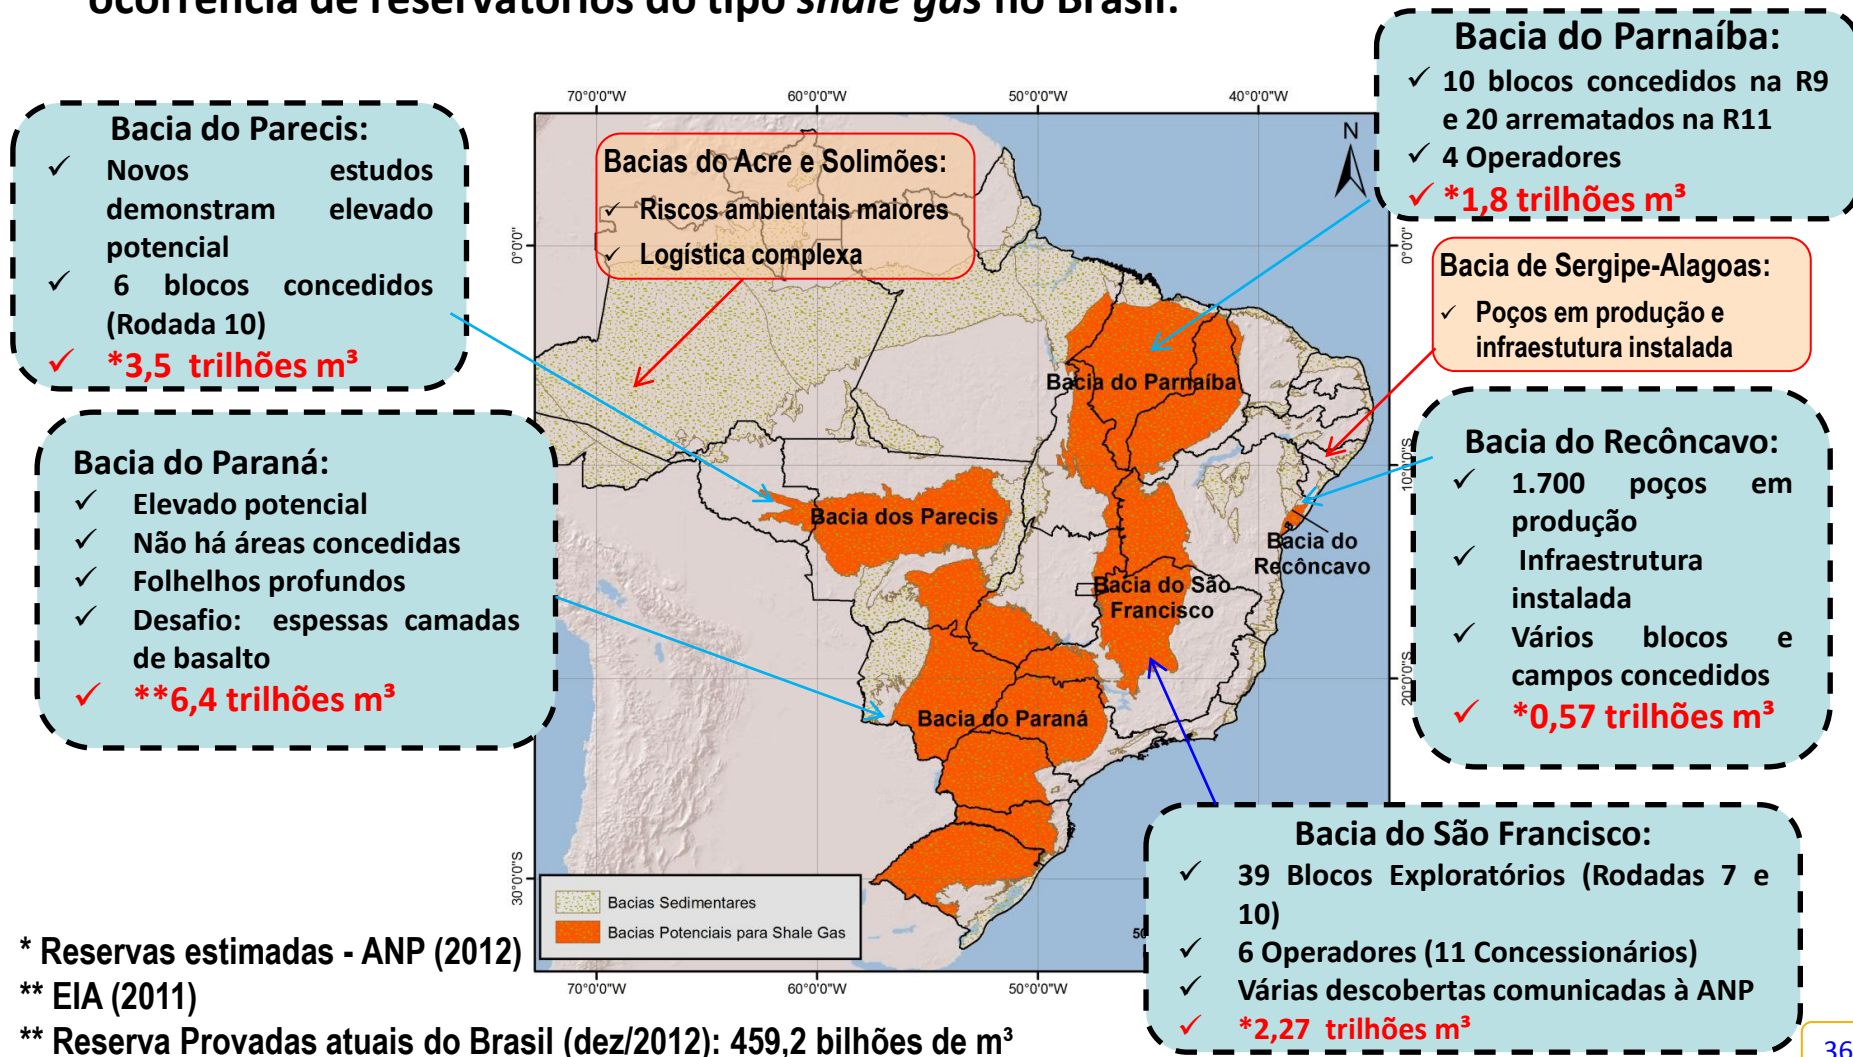 ocorrência de reservatórios do tipo shale gas no Brasil.
Bacia do Parecis:
✓ Novos estudos
demonstram elevado
potencial
✓ 6 blocos concedidos
(Rodada 10)
✓ *3,5 trilhões m³
Bacia do Paraná:
✓ Elevado potencial
✓ Não há áreas concedidas
✓ Folhelhos profundos
✓ Desafio: espessas camadas
de basalto
✓ **6,4 trilhões m³
Bacias do Acre e Solimões:
✓ Riscos ambientais maiores
✓ Logística complexa
Bacia do Parnaíba:
✓ 10 blocos concedidos na R9
e 20 arrematados na R11
✓ 4 Operadores
✓ *1,8 trilhões m³
Bacia de Sergipe-Alagoas:
✓ Poços em produção e
infraestutura instalada
Bacia do Recôncavo:
✓ 1.700 poços em
produção
✓ Infraestrutura
instalada
✓ Vários blocos e
campos concedidos
✓ *0,57 trilhões m³
Bacia do São Francisco:
✓ 39 Blocos Exploratórios (Rodadas 7 e
10)
✓ 6 Operadores (11 Concessionários)
✓ Várias descobertas comunicadas à ANP
✓ *2,27 trilhões m³
70°0'0"W 60°0'0"W 50°0'0"W 40°0'0"W
N
0°0'0"
0°0'0"
10°0'0"S
20°0'0"S
30°0'0"S
Bacia do Parnaíba
Bacia dos Parecis
Bacia do
Recôncavo
Bacia do São
Francisco
Bacia do Paraná
Bacias Sedimentares
Bacias Potenciais para Shale Gas
70°0'0"W 60°0'0"W 50°0'0"W 50
* Reservas estimadas - ANP (2012)
** EIA (2011)
** Reserva Provadas atuais do Brasil (dez/2012): 459,2 bilhões de m³
36